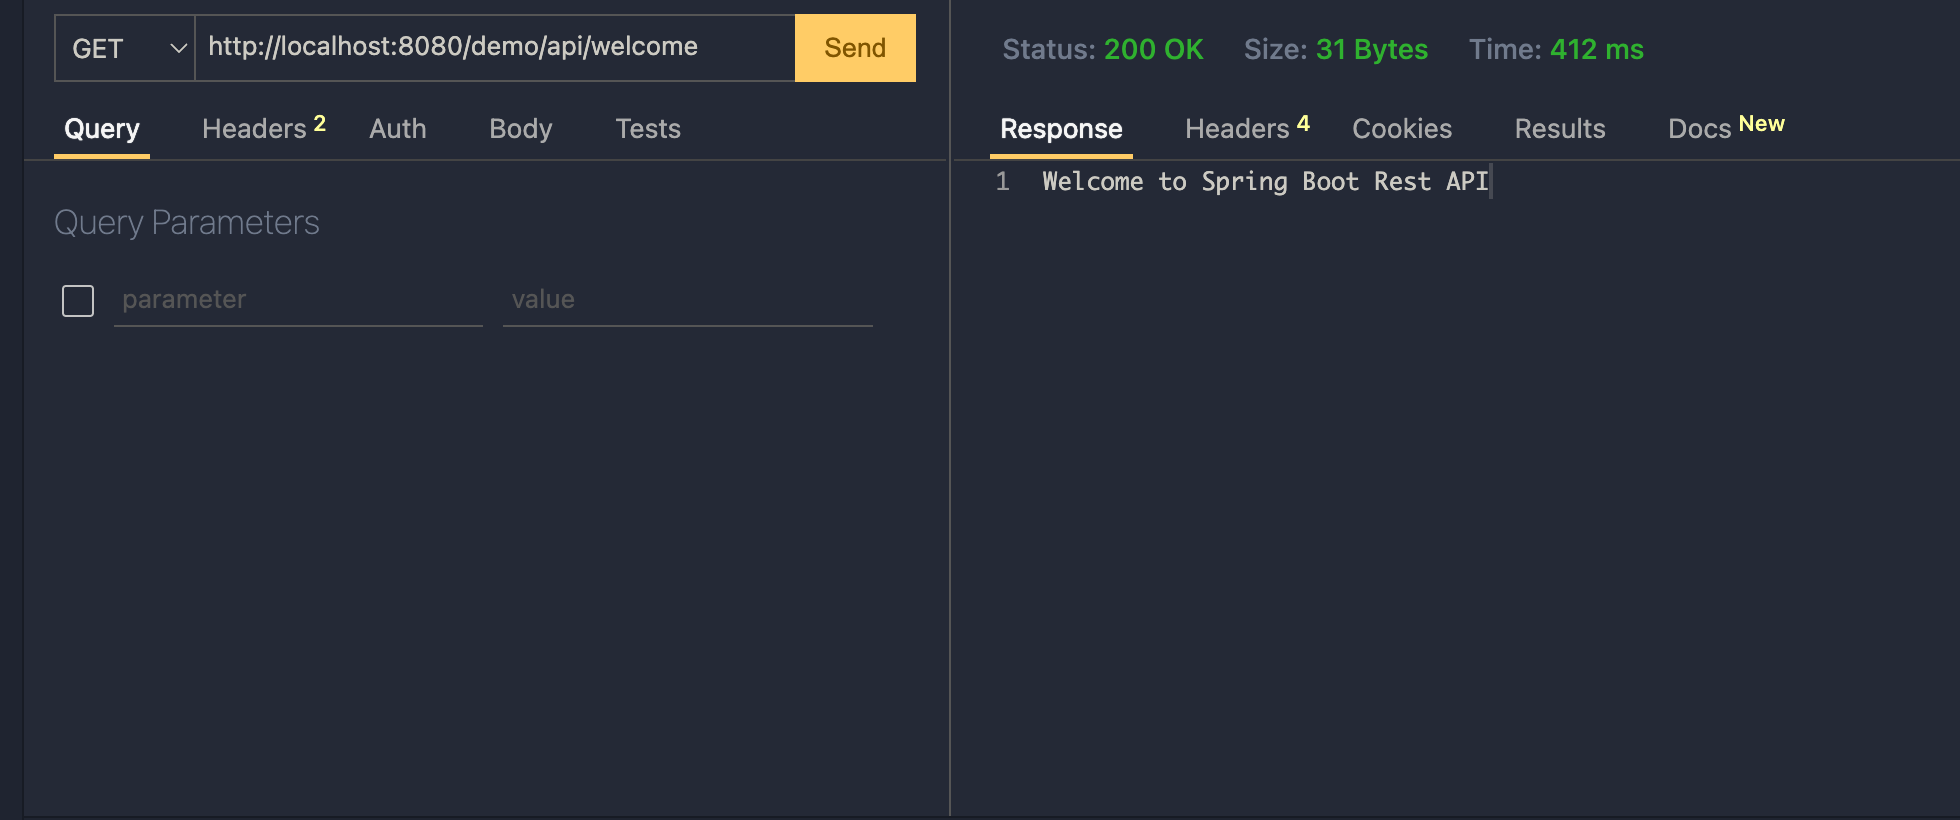 GET http://localhost:8080/demo/api/welcome Send
Query Headers 2 Auth Body Tests
Query Parameters
parameter value
Status: 200 OK Size: 31 Bytes Time: 412 ms
Response Headers 4 Cookies Results Docs New
1 Welcome to Spring Boot Rest API